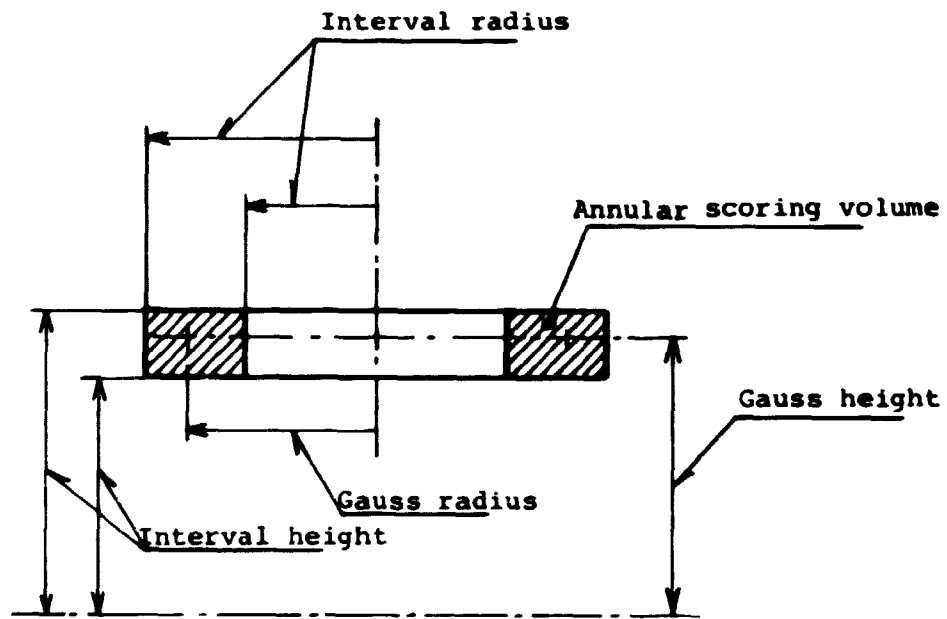 Interval radius
Annular scoring volume
Gauss height
Gauss radius
Interval height